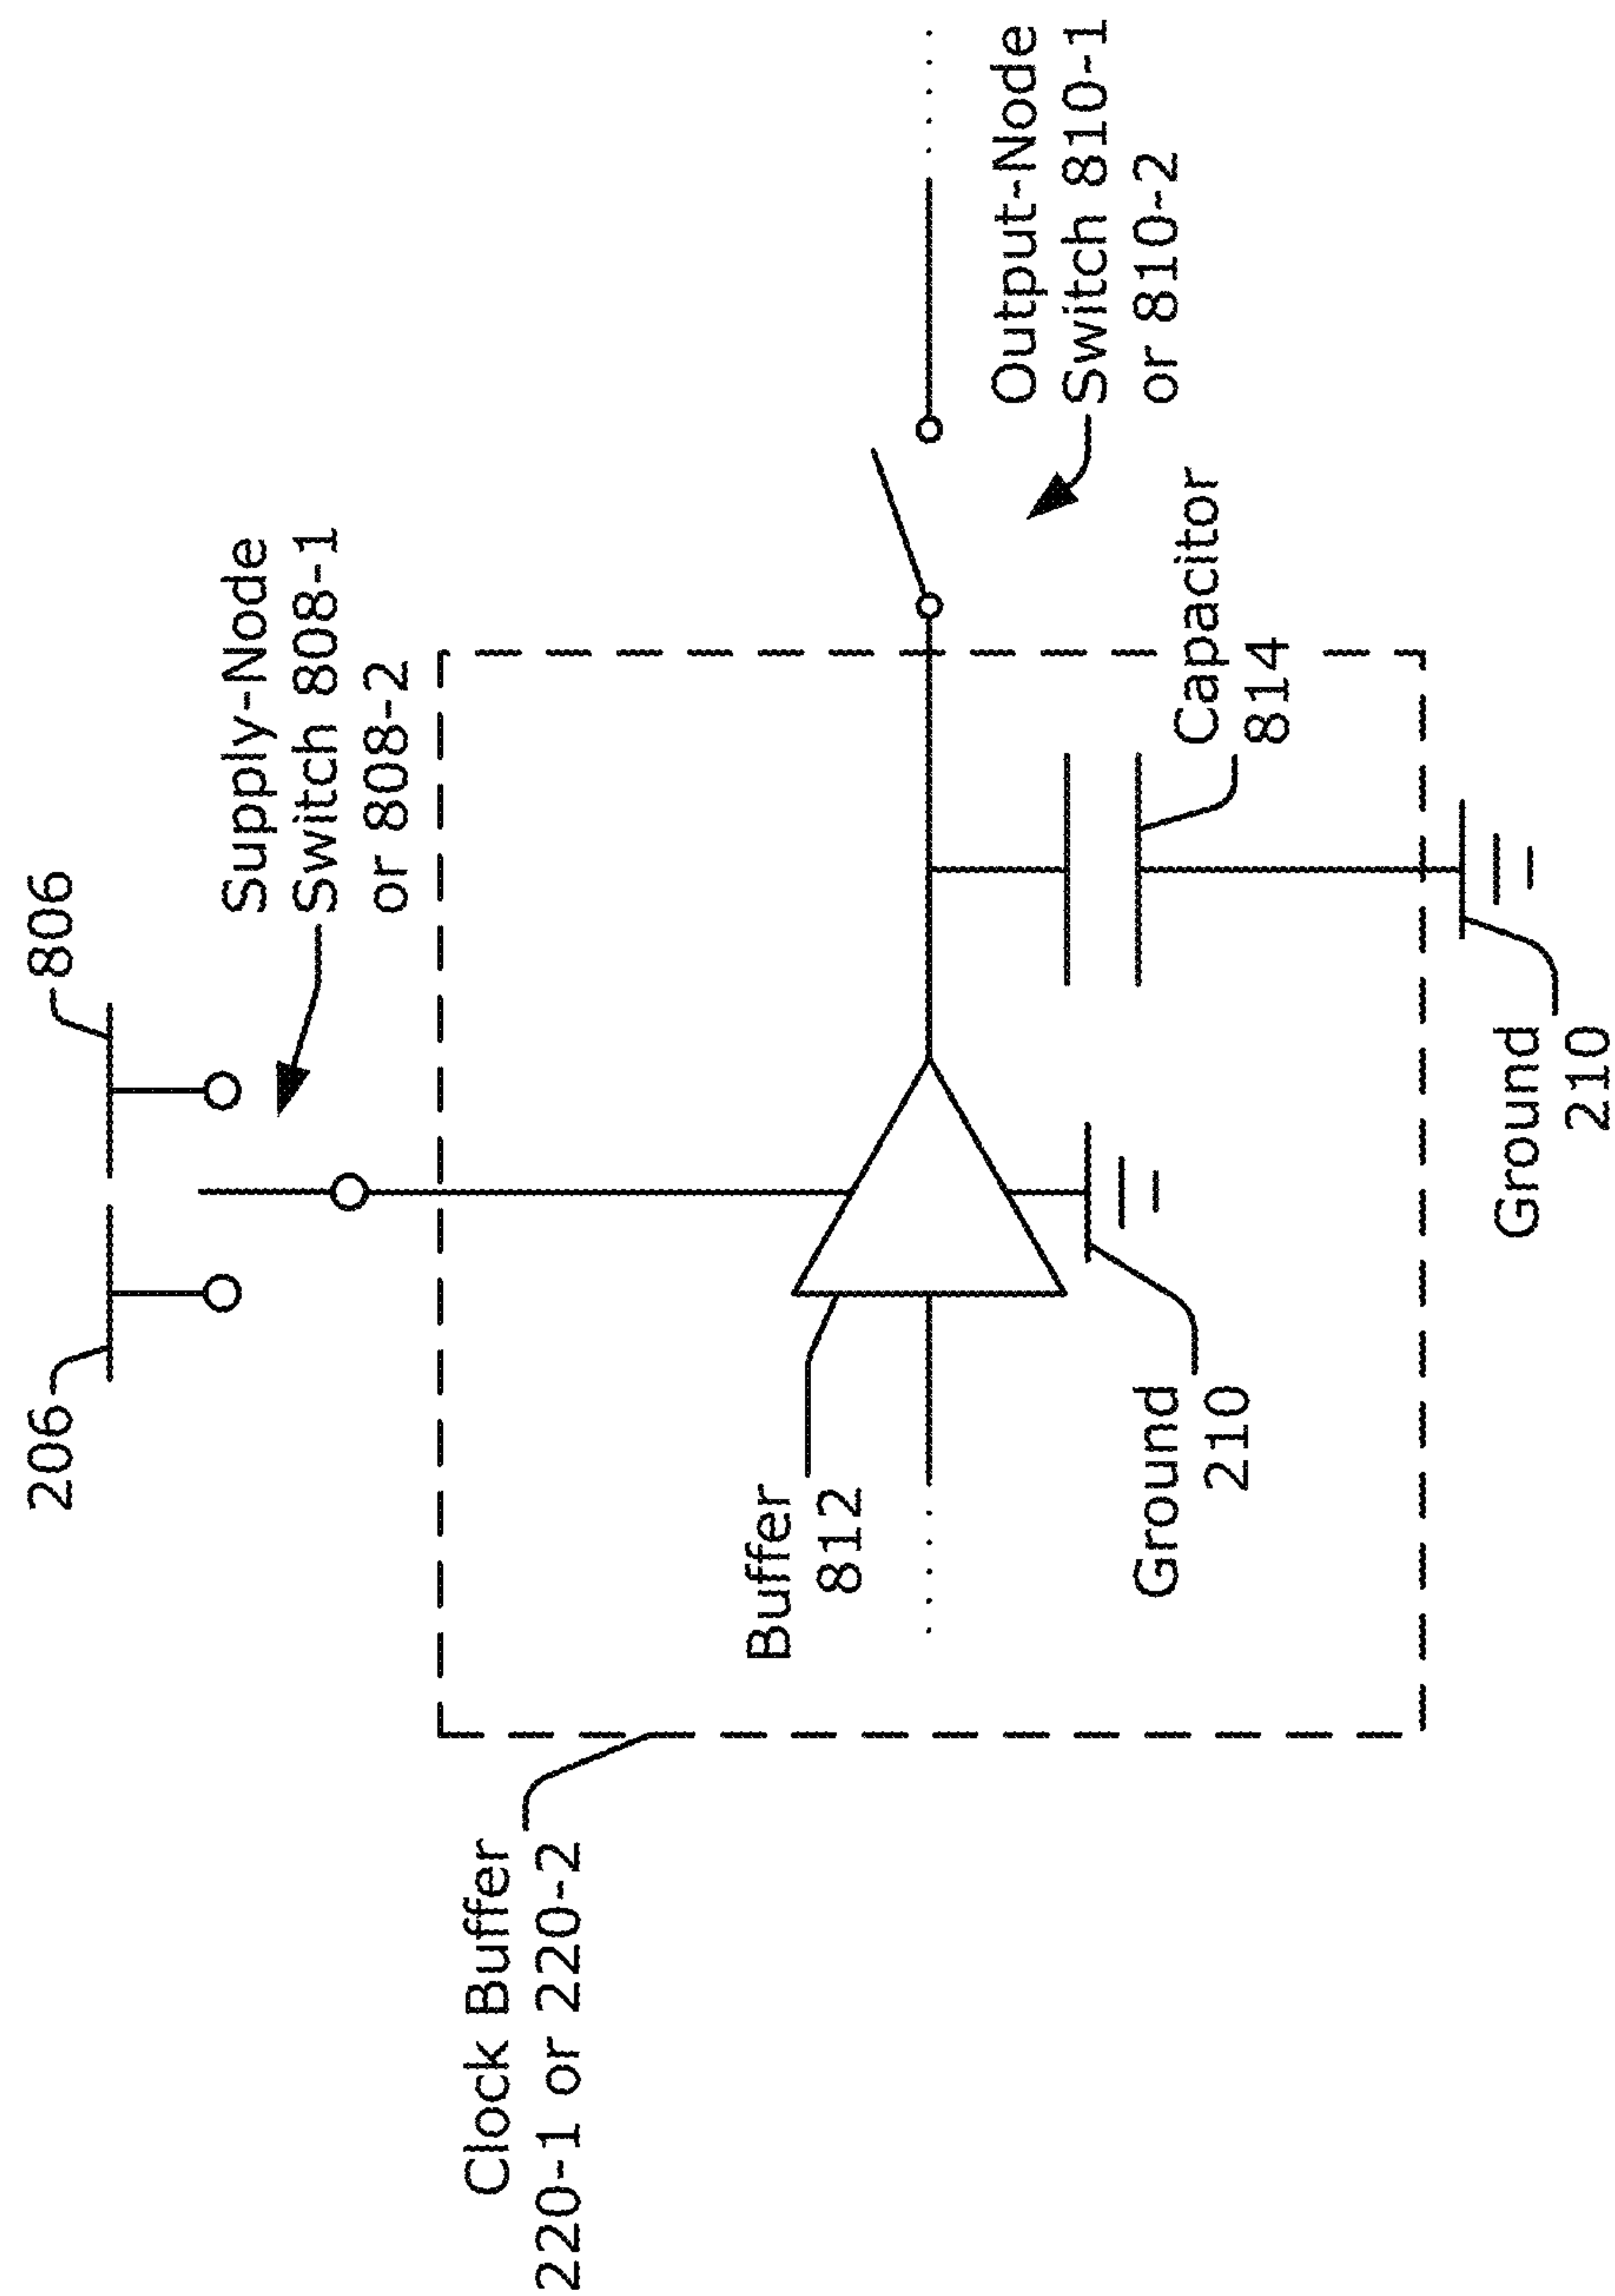 206
806
Supply-Node
Switch 808-1
or 808-2
Clock Buffer
220-1 or 220-2
Buffer
812
Output-Node
Switch 810-1
or 810-2
Capacitor
814
Ground
210
Ground
210